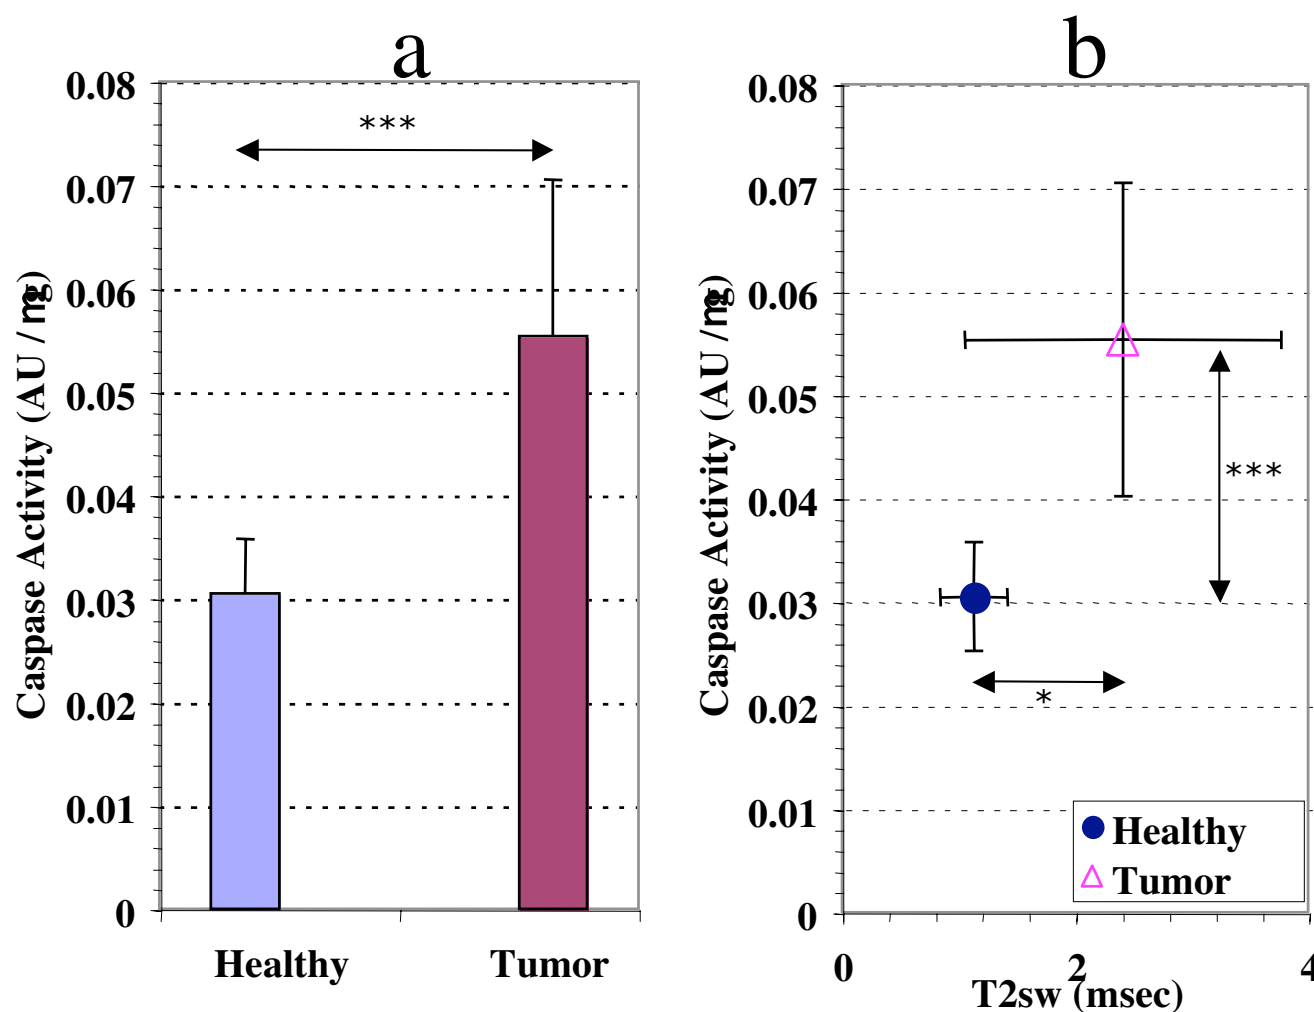 a
0.08
0.07
0.06
0.05
0.04
0.03
0.02
0.01
0
Caspase Activity (AU / mg)
***
Healthy Tumor
b
0.08
0.07
0.06
0.05
0.04
0.03
0.02
0.01
0
Caspase Activity (AU / mg)
***
*
Healthy
Tumor
0 2 4
T2sw (msec)